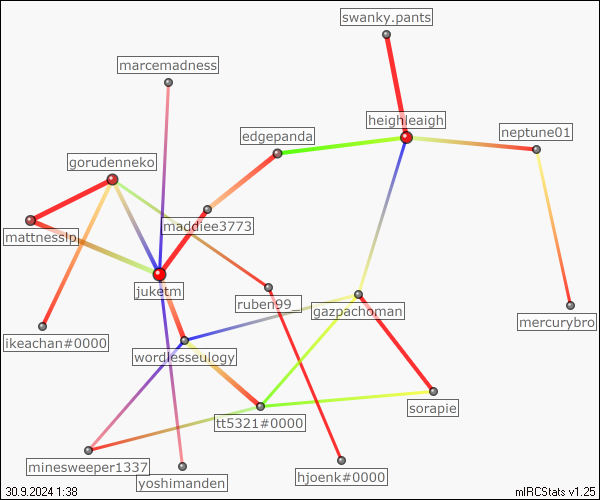 swanky.pants
marcemadness
heighleaigh
edgepanda
neptune01
gorudenneko
maddiee3773
mattnesslp
juketm
ruben99_
gazpachoman
mercurybro
ikeachan#0000
wordlesseulogy
sorapie
tt5321#0000
minesweeper1337
hjoenk#0000
yoshimanden
30.9.2024 1:38
mIRCStats v1.25